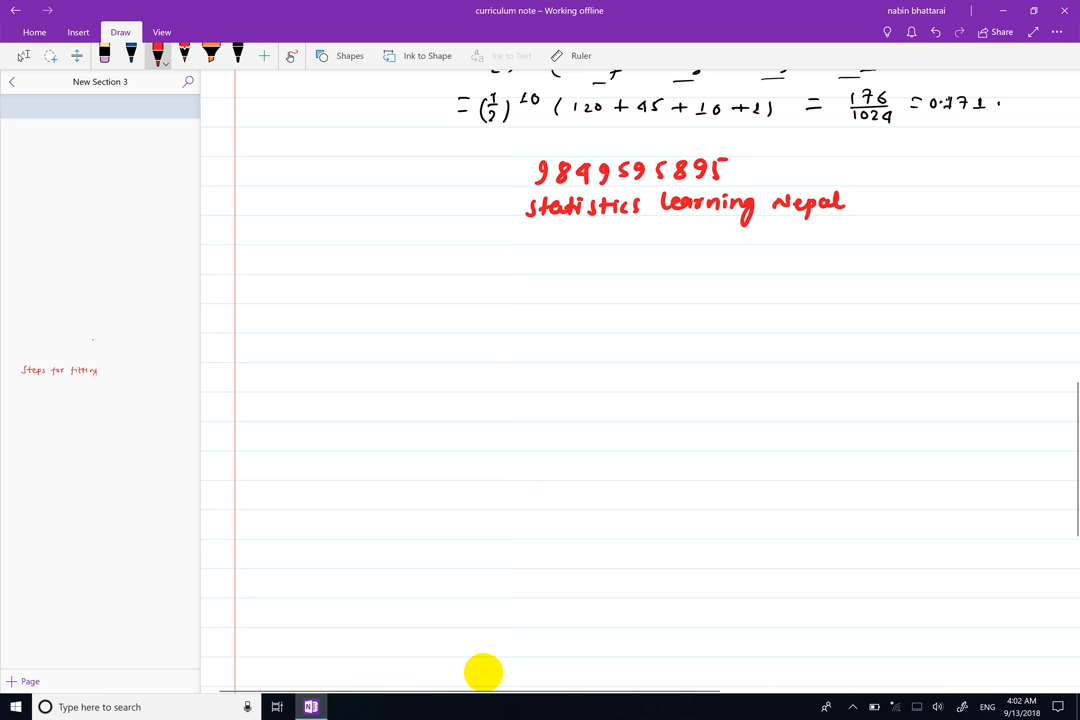 curriculum note – Working offline
nabin bhattarai
Home Insert Draw View
Share
Shapes Ink to Shape Ink to Text Ruler
New Section 3
= (1/2)^10 (120 + 45 + 10 + 1) = 176/1024 = 0.171.
9849595895
statistics learning Nepal
Steps for fitting
+ Page
Type here to search
ENG
4:02 AM
9/13/2018